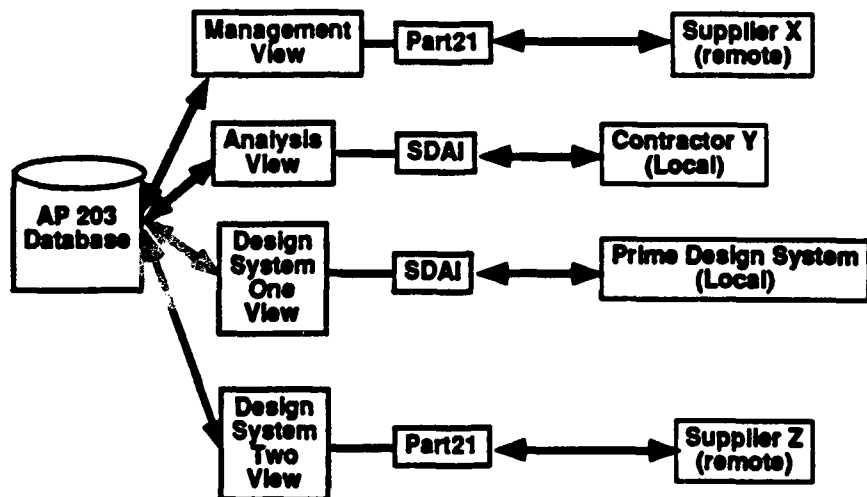 Management
View
Part21
Supplier X
(remote)
Analysis
View
SDAI
Contractor Y
(Local)
AP 203
Database
Design
System
One
View
SDAI
Prime Design System
(Local)
Design
System
Two
View
Part21
Supplier Z
(remote)